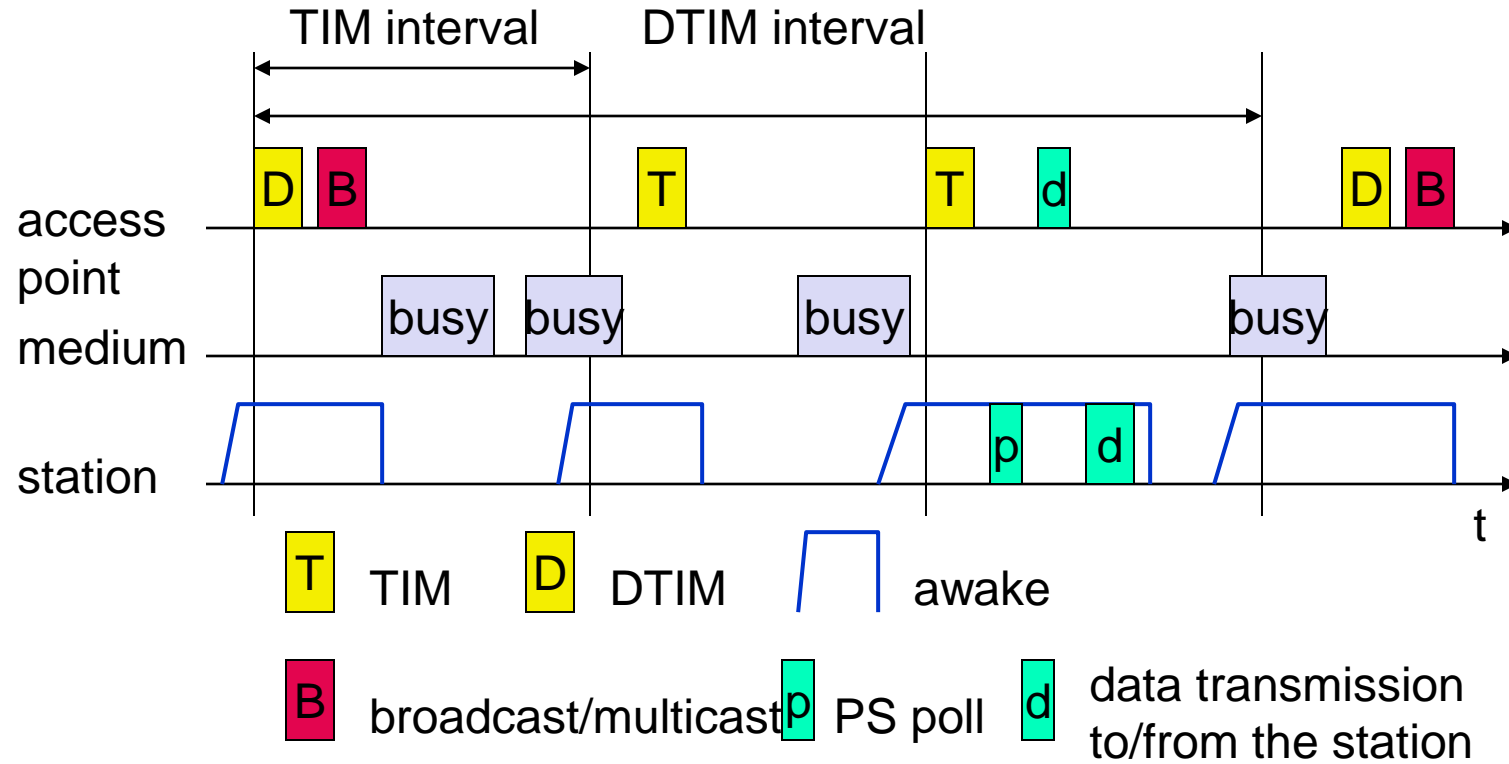 TIM interval DTIM interval
D B T T d D B
access
point
busy busy busy busy
medium
p d
station
t
T TIM D DTIM awake
B broadcast/multicast p PS poll d data transmission
to/from the station